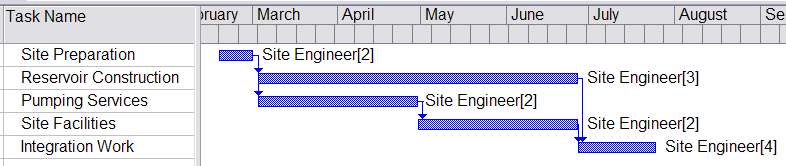 Task Name bruary March April May June July August Se
Site Preparation Site Engineer[2]
Reservoir Construction Site Engineer[3]
Pumping Services Site Engineer[2]
Site Facilities Site Engineer[2]
Integration Work Site Engineer[4]